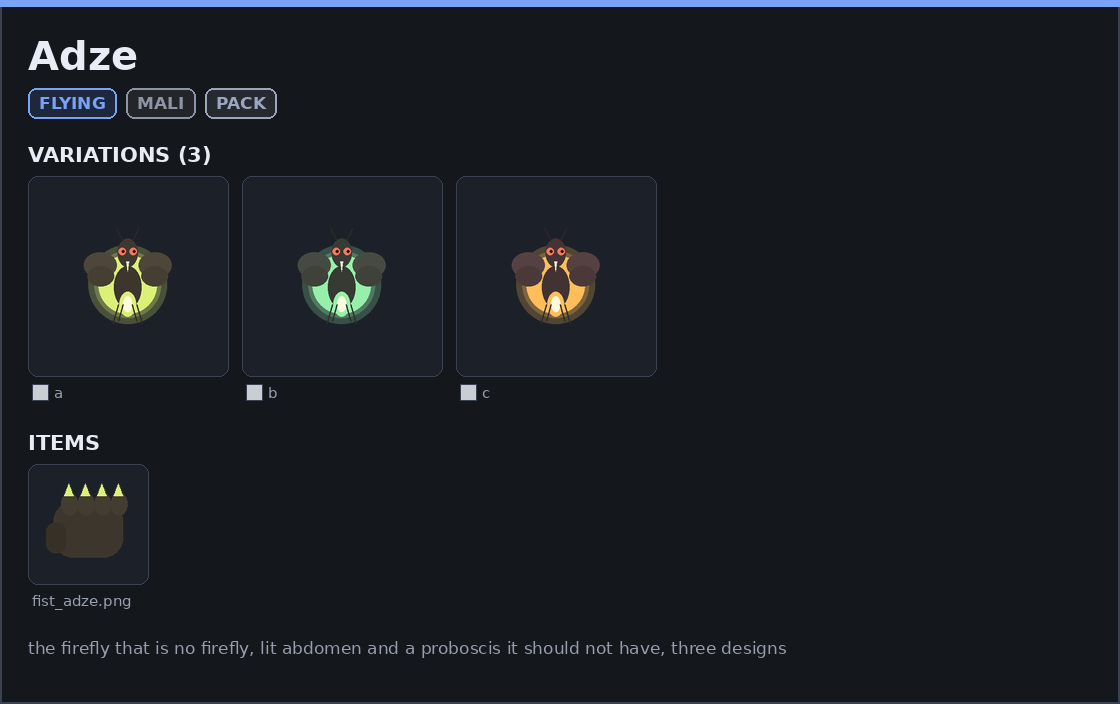 Adze
FLYING MALI PACK
VARIATIONS (3)
a b c
ITEMS
fist_adze.png
the firefly that is no firefly, lit abdomen and a proboscis it should not have, three designs